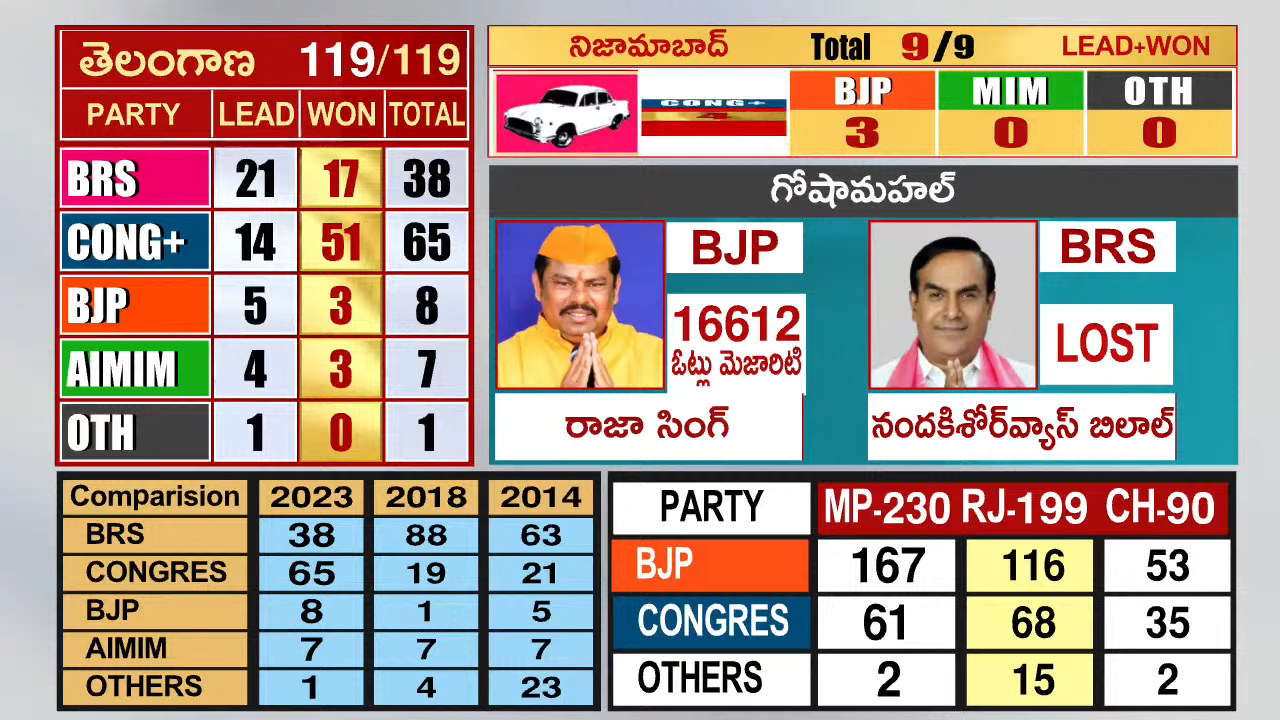 తెలంగాణ 119/119
PARTY LEAD WON TOTAL
BRS 21 17 38
CONG+ 14 51 65
BJP 5 3 8
AIMIM 4 3 7
OTH 1 0 1
నిజామాబాద్ Total 9/9 LEAD+WON
CONG+ BJP MIM OTH
4 3 0 0
గోషామహల్
BJP
16612
ఓట్లు మెజారిటి
రాజా సింగ్
BRS
LOST
నందకిశోర్‌వ్యాస్ బిలాల్
Comparision 2023 2018 2014
BRS 38 88 63
CONGRES 65 19 21
BJP 8 1 5
AIMIM 7 7 7
OTHERS 1 4 23
PARTY MP-230 RJ-199 CH-90
BJP 167 116 53
CONGRES 61 68 35
OTHERS 2 15 2